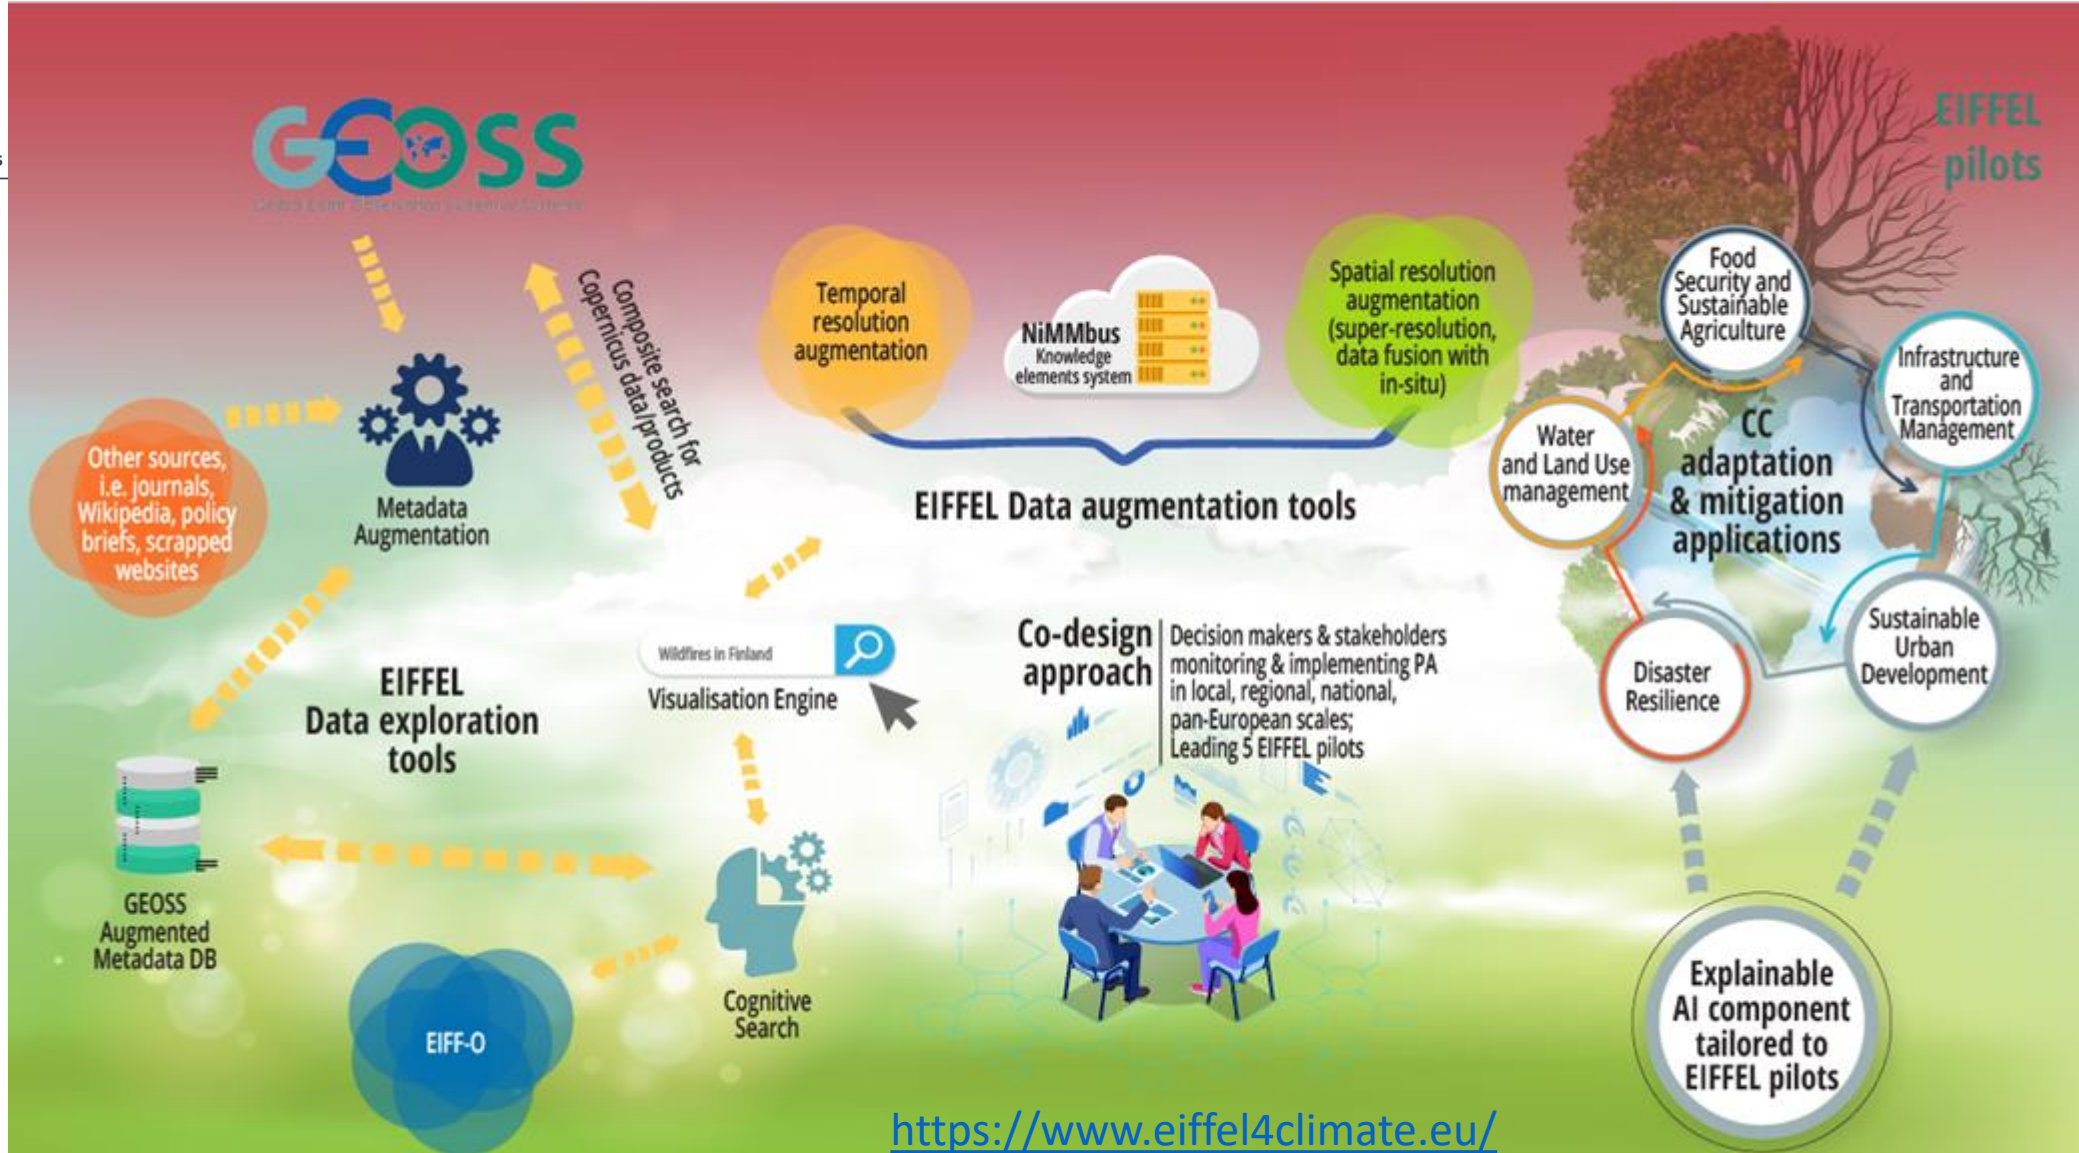 GEOSS
EIFFEL
pilots
Composite search for
Copernicus data/products
Temporal
resolution
augmentation
NiMMbus
Knowledge
elements system
Spatial resolution
augmentation
(super-resolution,
data fusion with
in-situ)
Food
Security and
Sustainable
Agriculture
Infrastructure
and
Transportation
Management
Water
and Land Use
management
CC
adaptation
& mitigation
applications
Sustainable
Urban
Development
Disaster
Resilience
Other sources,
i.e. journals,
Wikipedia, policy
briefs, scrapped
websites
Metadata
Augmentation
EIFFEL Data augmentation tools
Wildfires in Finland
Visualisation Engine
Co-design
approach
Decision makers & stakeholders
monitoring & implementing PA
in local, regional, national,
pan-European scales;
Leading 5 EIFFEL pilots
EIFFEL
Data exploration
tools
GEOSS
Augmented
Metadata DB
EIFF-O
Cognitive
Search
Explainable
AI component
tailored to
EIFFEL pilots
https://www.eiffel4climate.eu/